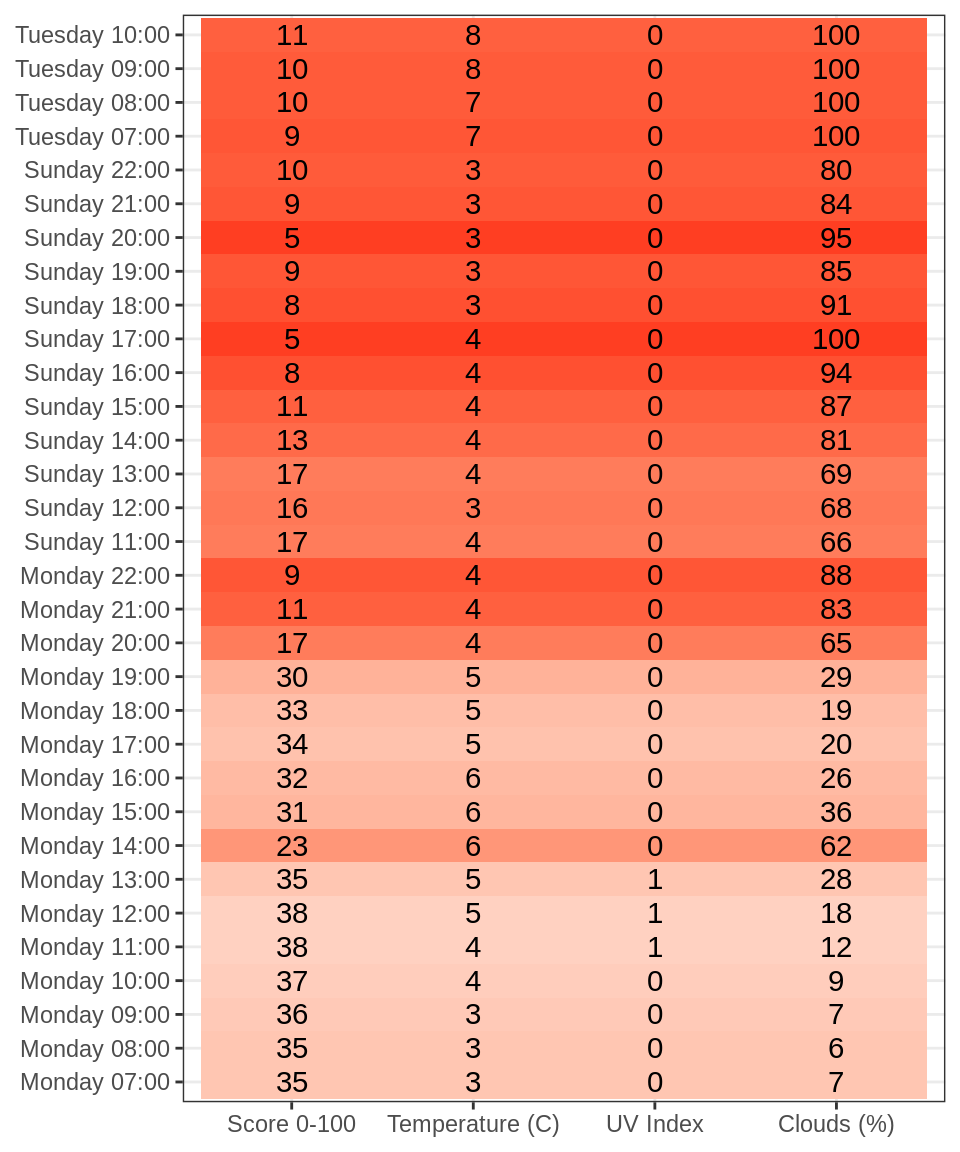 Tuesday 10:00 11 8 0 100
Tuesday 09:00 10 8 0 100
Tuesday 08:00 10 7 0 100
Tuesday 07:00 9 7 0 100
Sunday 22:00 10 3 0 80
Sunday 21:00 9 3 0 84
Sunday 20:00 5 3 0 95
Sunday 19:00 9 3 0 85
Sunday 18:00 8 3 0 91
Sunday 17:00 5 4 0 100
Sunday 16:00 8 4 0 94
Sunday 15:00 11 4 0 87
Sunday 14:00 13 4 0 81
Sunday 13:00 17 4 0 69
Sunday 12:00 16 3 0 68
Sunday 11:00 17 4 0 66
Monday 22:00 9 4 0 88
Monday 21:00 11 4 0 83
Monday 20:00 17 4 0 65
Monday 19:00 30 5 0 29
Monday 18:00 33 5 0 19
Monday 17:00 34 5 0 20
Monday 16:00 32 6 0 26
Monday 15:00 31 6 0 36
Monday 14:00 23 6 0 62
Monday 13:00 35 5 1 28
Monday 12:00 38 5 1 18
Monday 11:00 38 4 1 12
Monday 10:00 37 4 0 9
Monday 09:00 36 3 0 7
Monday 08:00 35 3 0 6
Monday 07:00 35 3 0 7
Score 0-100 Temperature (C) UV Index Clouds (%)